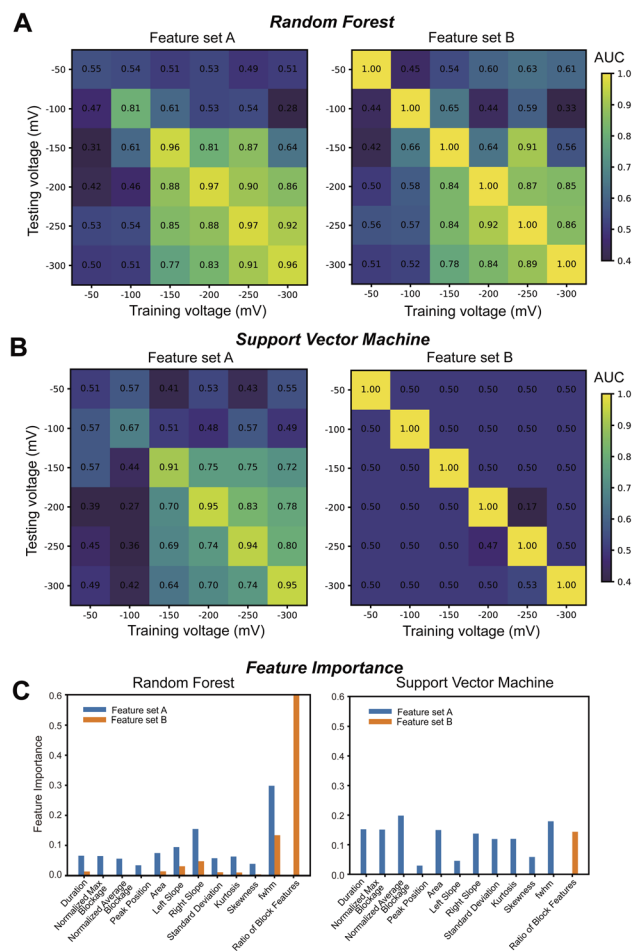 A
Random Forest
Feature set A
Feature set B
Testing voltage (mV)
-50
-100
-150
-200
-250
-300
0.55 0.54 0.51 0.53 0.49 0.51
0.47 0.81 0.61 0.53 0.54 0.28
0.31 0.61 0.96 0.81 0.87 0.64
0.42 0.46 0.88 0.97 0.90 0.86
0.53 0.54 0.85 0.88 0.97 0.92
0.50 0.51 0.77 0.83 0.91 0.96
-50 -100 -150 -200 -250 -300
Training voltage (mV)
1.00 0.45 0.54 0.60 0.63 0.61
0.44 1.00 0.65 0.44 0.59 0.33
0.42 0.66 1.00 0.64 0.91 0.56
0.50 0.58 0.84 1.00 0.87 0.85
0.56 0.57 0.84 0.92 1.00 0.86
0.51 0.52 0.78 0.84 0.89 1.00
-50 -100 -150 -200 -250 -300
Training voltage (mV)
AUC
1.0
0.9
0.8
0.7
0.6
0.5
0.4
B
Support Vector Machine
Feature set A
Feature set B
Testing voltage (mV)
-50
-100
-150
-200
-250
-300
0.51 0.57 0.41 0.53 0.43 0.55
0.57 0.67 0.51 0.48 0.57 0.49
0.57 0.44 0.91 0.75 0.75 0.72
0.39 0.27 0.70 0.95 0.83 0.78
0.45 0.36 0.69 0.74 0.94 0.80
0.49 0.42 0.64 0.70 0.74 0.95
-50 -100 -150 -200 -250 -300
Training voltage (mV)
1.00 0.50 0.50 0.50 0.50 0.50
0.50 1.00 0.50 0.50 0.50 0.50
0.50 0.50 1.00 0.50 0.50 0.50
0.50 0.50 0.50 1.00 0.17 0.50
0.50 0.50 0.50 0.47 1.00 0.50
0.50 0.50 0.50 0.50 0.53 1.00
-50 -100 -150 -200 -250 -300
Training voltage (mV)
AUC
1.0
0.9
0.8
0.7
0.6
0.5
0.4
C
Feature Importance
Random Forest
Feature Importance
0.6
0.5
0.4
0.3
0.2
0.1
0.0
Feature set A
Feature set B
Duration
Normalized Max
Blockage
Normalized Average
Blockage
Peak Position
Area
Left Slope
Right Slope
Standard Deviation
Kurtosis
Skewness
fwhm
Ratio of Block Features
Support Vector Machine
0.6
0.5
0.4
0.3
0.2
0.1
0.0
Feature set A
Feature set B
Duration
Normalized Max
Blockage
Normalized Average
Blockage
Peak Position
Area
Left Slope
Right Slope
Standard Deviation
Kurtosis
Skewness
fwhm
Ratio of Block Features